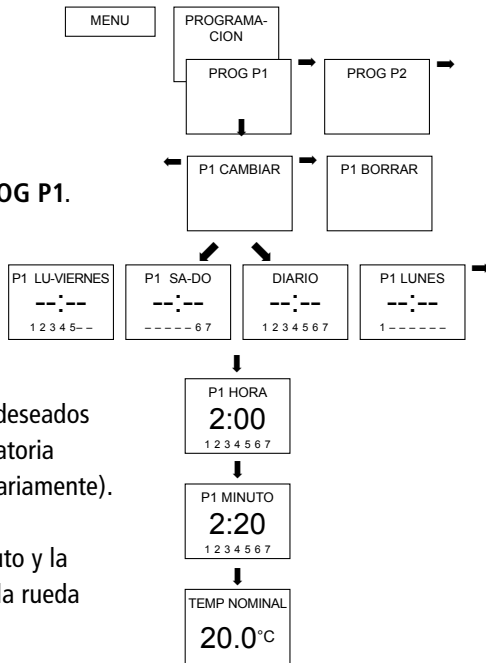 MENU
PROGRAMA-
CION
PROG P1
PROG P2
P1 CAMBIAR
P1 BORRAR
OG P1.
P1 LU-VIERNES
--:--
1 2 3 4 5 – –
P1 SA-DO
--:--
– – – – – 6 7
DIARIO
--:--
1 2 3 4 5 6 7
P1 LUNES
--:--
1 – – – – – –
P1 HORA
2:00
1 2 3 4 5 6 7
deseados
atoria
ariamente).
P1 MINUTO
2:20
1 2 3 4 5 6 7
uto y la
la rueda
TEMP NOMINAL
20.0°C